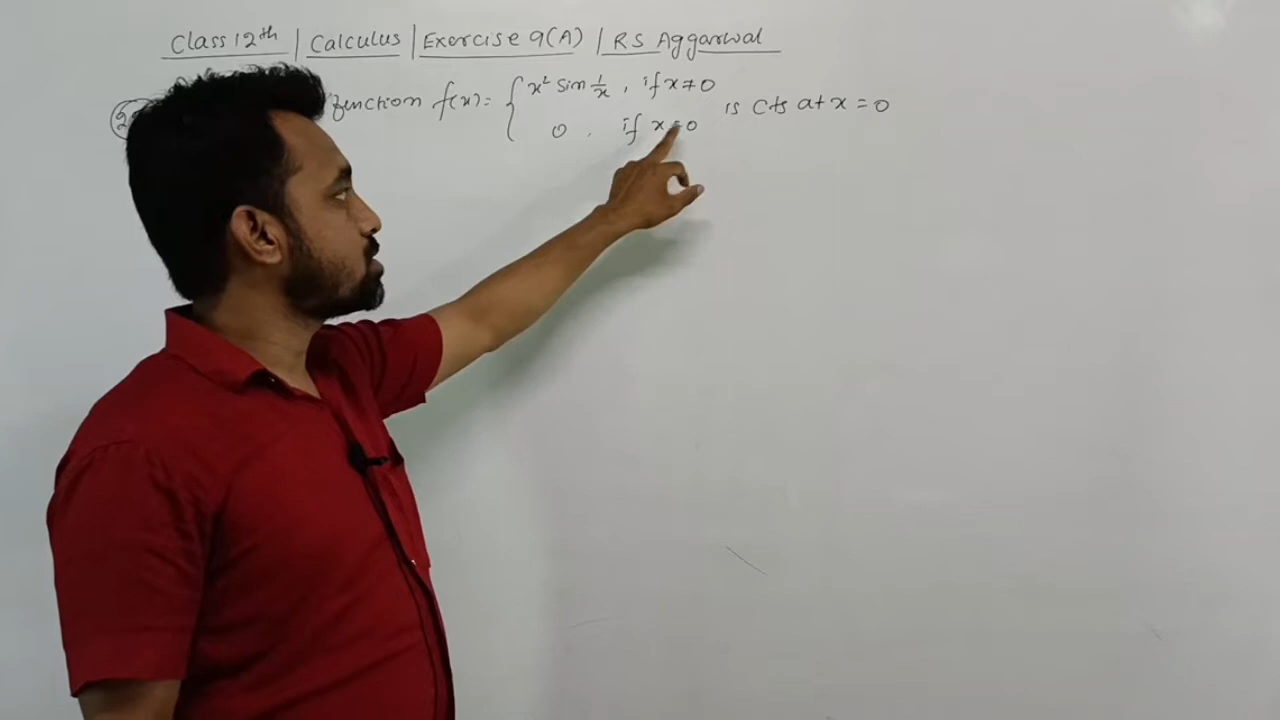 Class 12th | Calculus | Exercise 9(A) | RS Aggarwal
function f(x) = { x² sin 1/x , if x ≠ 0
0 , if x = 0
is cts at x = 0